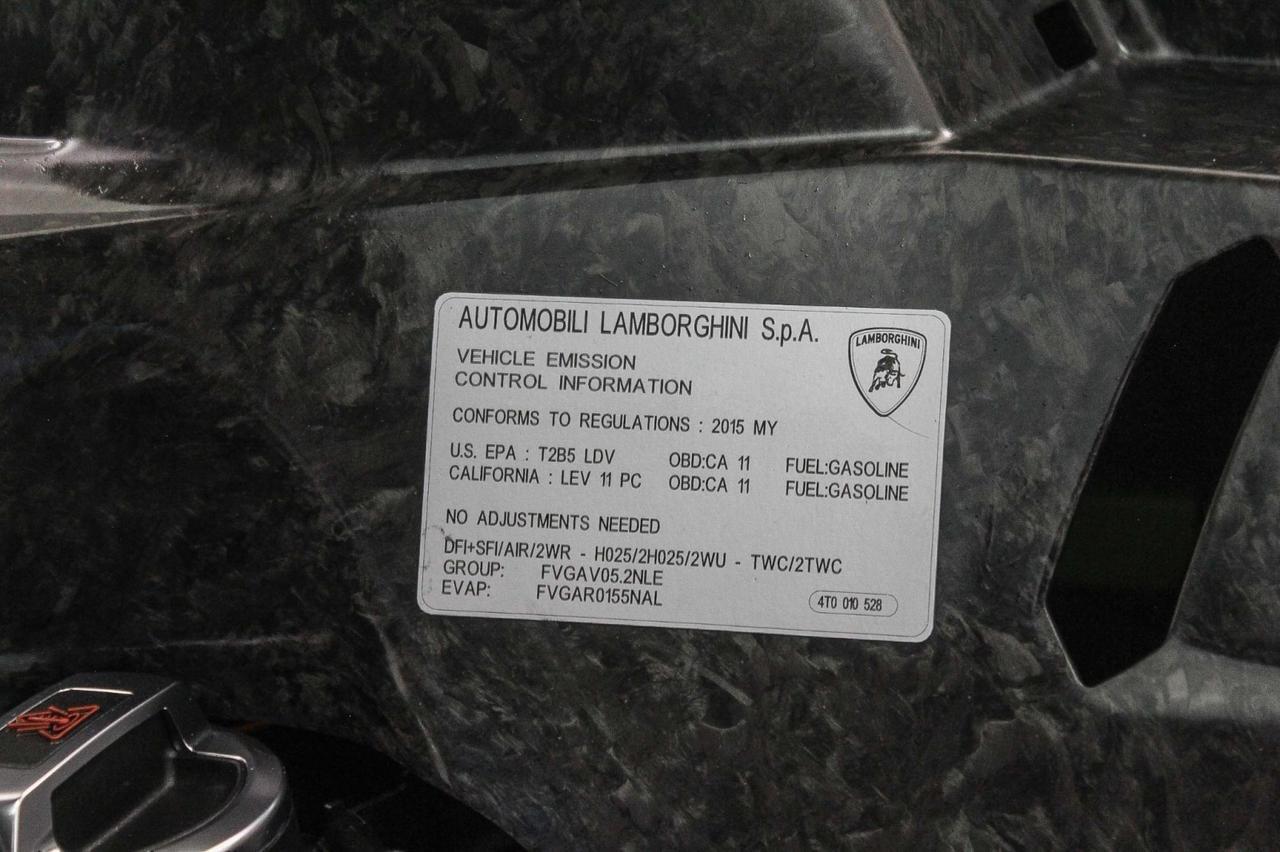 AUTOMOBILI LAMBORGHINI S.p.A.
LAMBORGHINI
VEHICLE EMISSION
CONTROL INFORMATION
CONFORMS TO REGULATIONS : 2015 MY
U.S. EPA : T2B5 LDV OBD:CA 11 FUEL:GASOLINE
CALIFORNIA : LEV 11 PC OBD:CA 11 FUEL:GASOLINE
NO ADJUSTMENTS NEEDED
DFI+SFI/AIR/2WR - H025/2H025/2WU - TWC/2TWC
GROUP: FVGAV05.2NLE
EVAP: FVGAR0155NAL
4T0 010 528